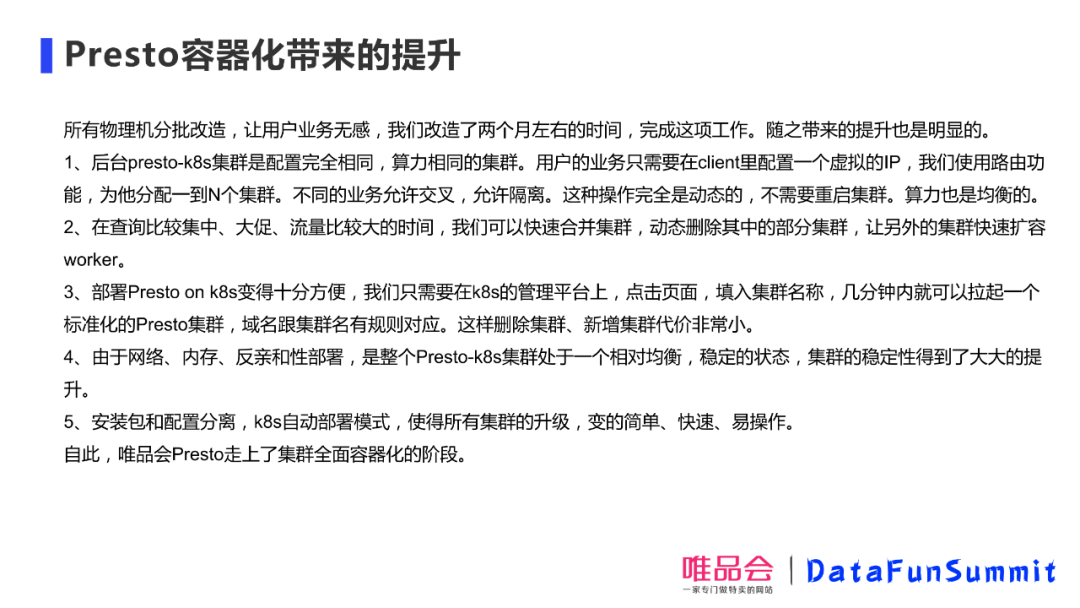 Presto容器化带来的提升
所有物理机分批改造，让用户业务无感，我们改造了两个月左右的时间，完成这项工作。随之带来的提升也是明显的。
1、后台presto-k8s集群是配置完全相同，算力相同的集群。用户的业务只需要在client里配置一个虚拟的IP，我们使用路由功
能，为他分配一到N个集群。不同的业务允许交叉，允许隔离。这种操作完全是动态的，不需要重启集群。算力也是均衡的。
2、在查询比较集中、大促、流量比较大的时间，我们可以快速合并集群，动态删除其中的部分集群，让另外的集群快速扩容
worker。
3、部署Presto on k8s变得十分方便，我们只需要在k8s的管理平台上，点击页面，填入集群名称，几分钟内就可以拉起一个
标准化的Presto集群，域名跟集群名有规则对应。这样删除集群、新增集群代价非常小。
4、由于网络、内存、反亲和性部署，是整个Presto-k8s集群处于一个相对均衡，稳定的状态，集群的稳定性得到了大大的提
升。
5、安装包和配置分离，k8s自动部署模式，使得所有集群的升级，变的简单、快速、易操作。
自此，唯品会Presto走上了集群全面容器化的阶段。
唯品会 DataFunSummit
一家专门做特卖的网站